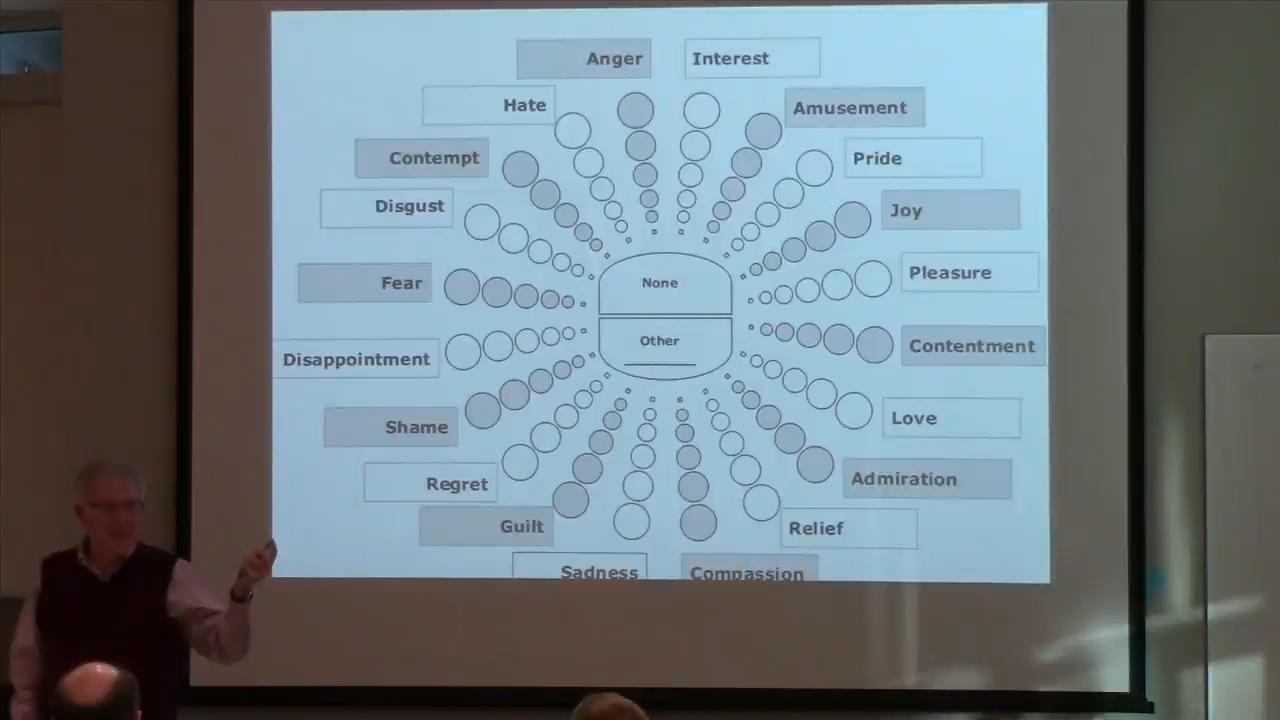 Anger
Interest
Hate
Amusement
Contempt
Pride
Disgust
Joy
Fear
Pleasure
None
Other
Disappointment
Contentment
Shame
Love
Regret
Admiration
Guilt
Relief
Sadness
Compassion